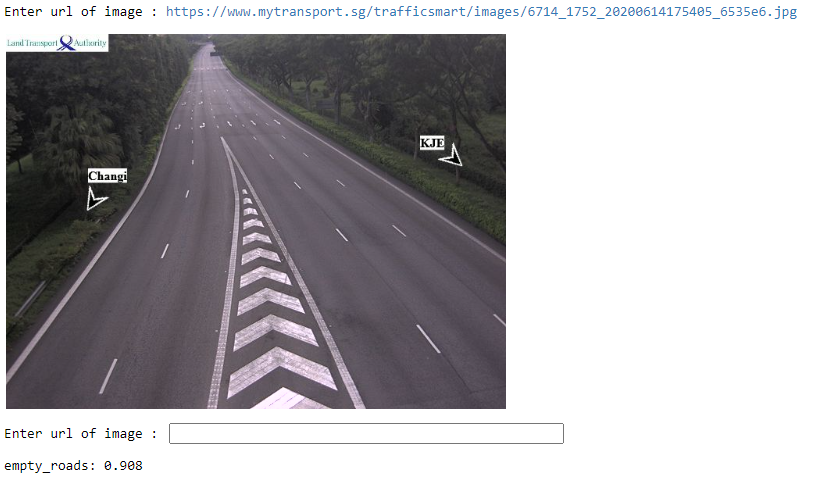 Enter url of image : https://www.mytransport.sg/trafficsmart/images/6714_1752_20200614175405_6535e6.jpg
Land Transport Authority
KJE
Changi
Enter url of image :
empty_roads: 0.908